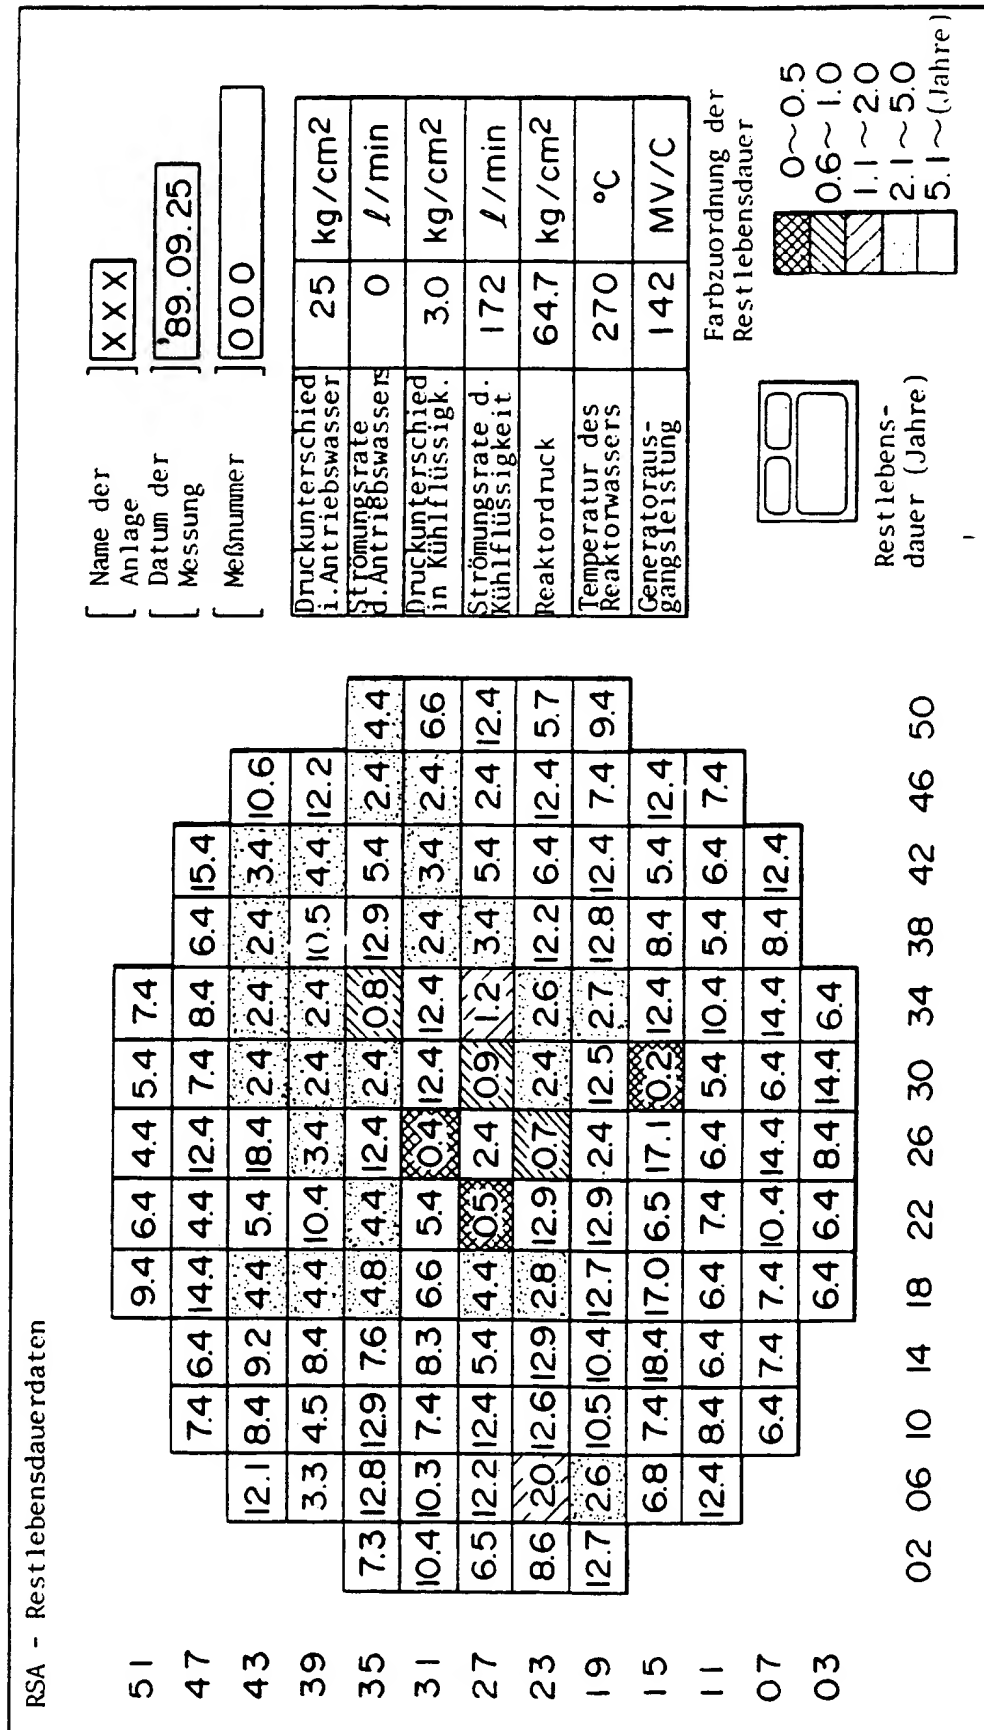 RSA - Restlebensdauerdaten
51 9.4 6.4 4.4 5.4 7.4
47 7.4 6.4 14.4 4.4 12.4 7.4 8.4 6.4 15.4
43 12.1 8.4 9.2 4.4 5.4 18.4 2.4 2.4 2.4 3.4 10.6
39 3.3 4.5 8.4 4.4 10.4 3.4 2.4 2.4 10.5 4.4 12.2
35 7.3 12.8 12.9 7.6 4.8 4.4 12.4 2.4 0.8 12.9 5.4 2.4 4.4
31 10.4 10.3 7.4 8.3 6.6 5.4 0.4 12.4 12.4 2.4 3.4 2.4 6.6
27 6.5 12.2 12.4 5.4 4.4 0.5 2.4 0.9 1.2 3.4 5.4 2.4 12.4
23 8.6 2.0 12.6 12.9 2.8 12.9 0.7 2.4 2.6 12.2 6.4 12.4 5.7
19 12.7 2.6 10.5 10.4 12.7 12.9 2.4 12.5 2.7 12.8 12.4 7.4 9.4
15 6.8 7.4 18.4 17.0 6.5 17.1 0.2 12.4 8.4 5.4 12.4
11 12.4 8.4 6.4 6.4 7.4 6.4 5.4 10.4 5.4 6.4 7.4
07 6.4 7.4 7.4 10.4 14.4 6.4 14.4 8.4 12.4
03 6.4 6.4 8.4 14.4 6.4
02 06 10 14 18 22 26 30 34 38 42 46 50
[ Name der
Anlage ] XXX
[ Datum der
Messung ] '89.09.25
[ Meßnummer ] 000
Druckunterschied
i.Antriebswasser 25 kg/cm2
Strömungsrate
d.Antriebswassers 0 ℓ/min
Druckunterschied
in Kühlflüssigk. 3.0 kg/cm2
Strömungsrate d.
Kühlflüssigkeit 172 ℓ/min
Reaktordruck 64.7 kg/cm2
Temperatur des
Reaktorwassers 270 °C
Generatoraus-
gangsleistung 142 MV/C
Restlebens-
dauer (Jahre)
Farbzuordnung der
Restlebensdauer
0~0.5
0.6~1.0
1.1~2.0
2.1~5.0
5.1~(Jahre)